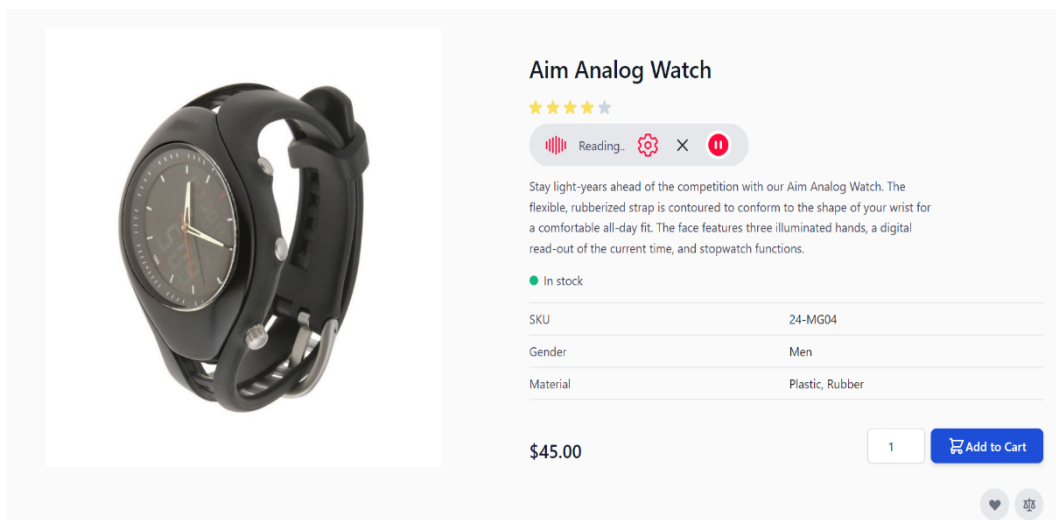 Aim Analog Watch
Reading..
Stay light-years ahead of the competition with our Aim Analog Watch. The
flexible, rubberized strap is contoured to conform to the shape of your wrist for
a comfortable all-day fit. The face features three illuminated hands, a digital
read-out of the current time, and stopwatch functions.
In stock
SKU 24-MG04
Gender Men
Material Plastic, Rubber
$45.00 1 Add to Cart